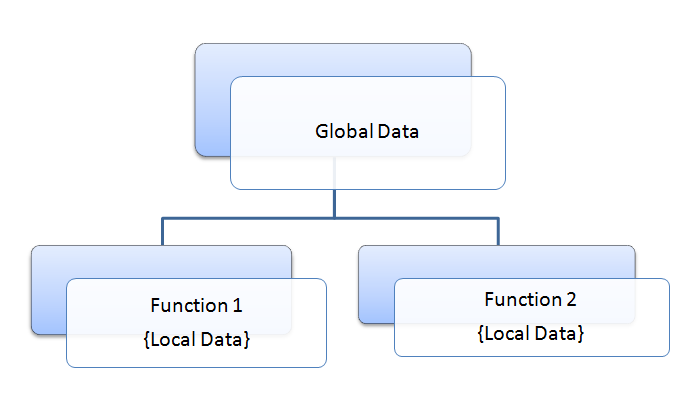 Global Data
Function 1
{Local Data}
Function 2
{Local Data}